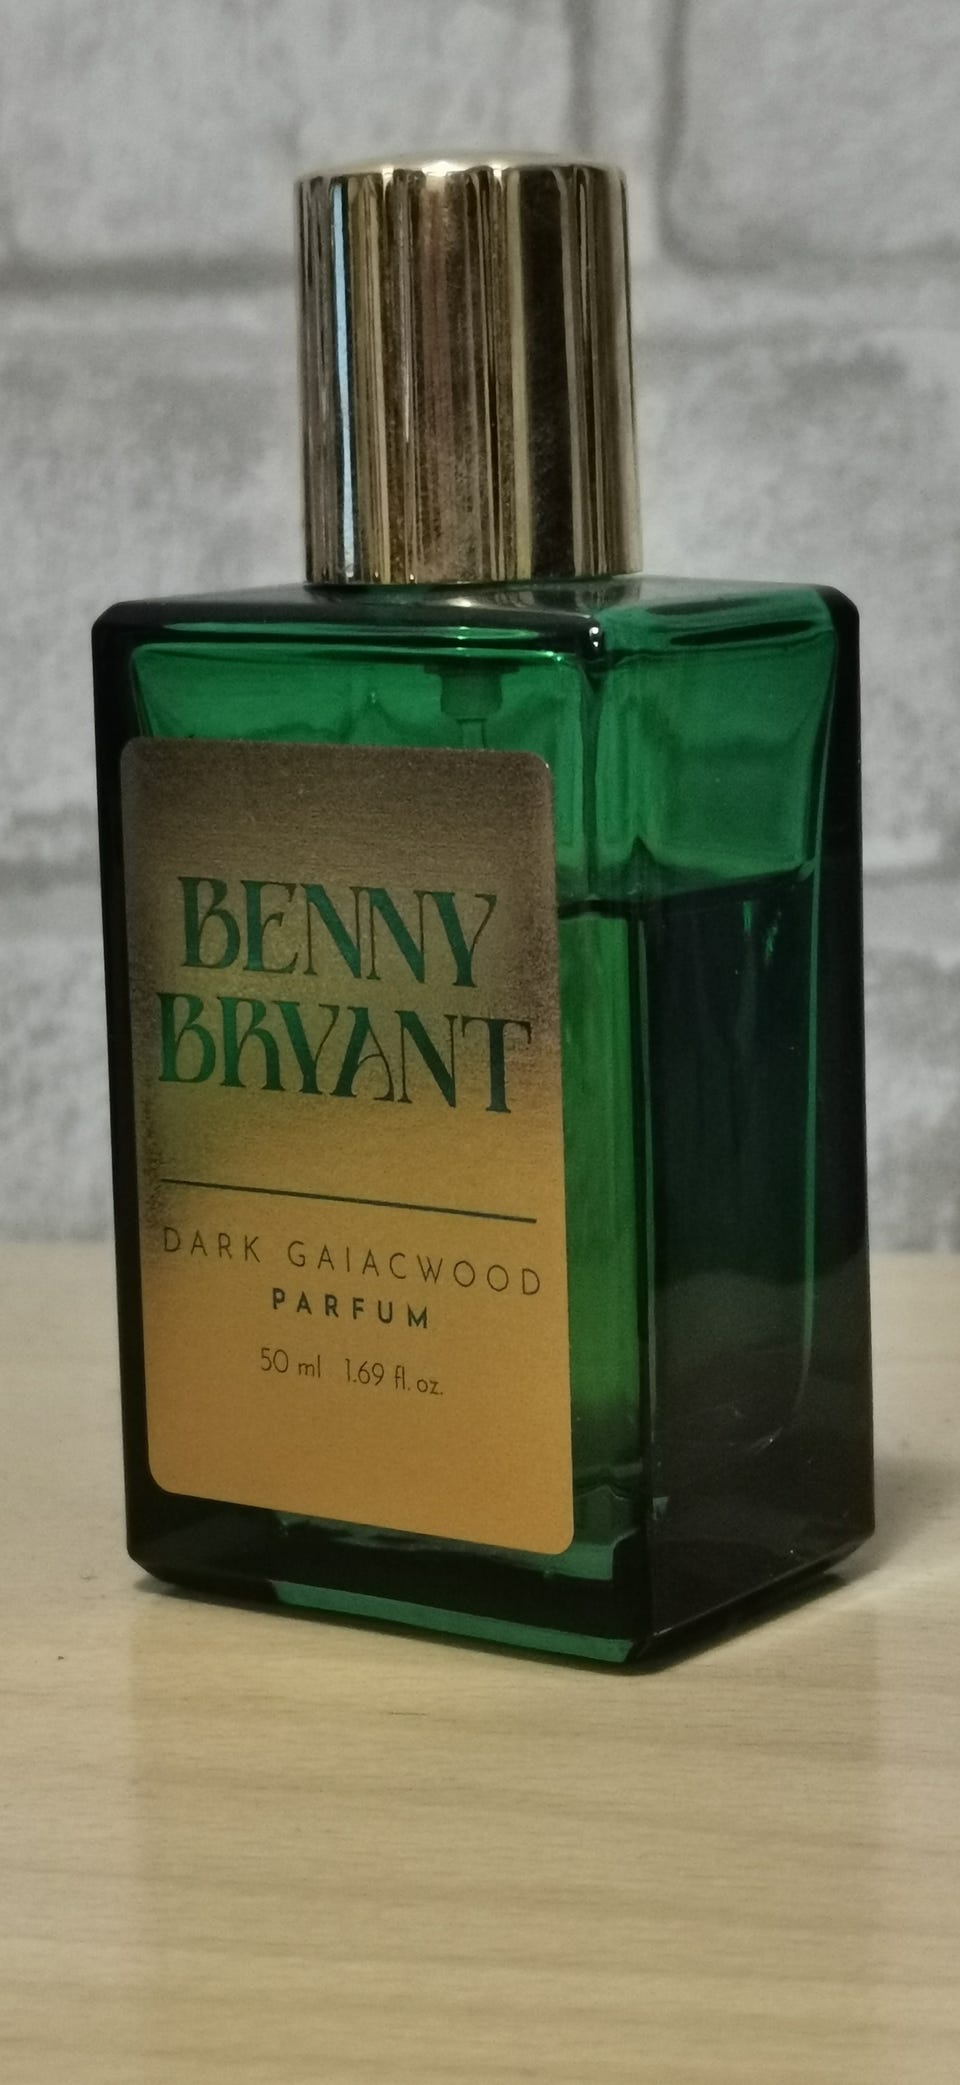 BENNY
BRYANT
DARK GAIACWOOD
PARFUM
50 ml 1.69 fl. oz.